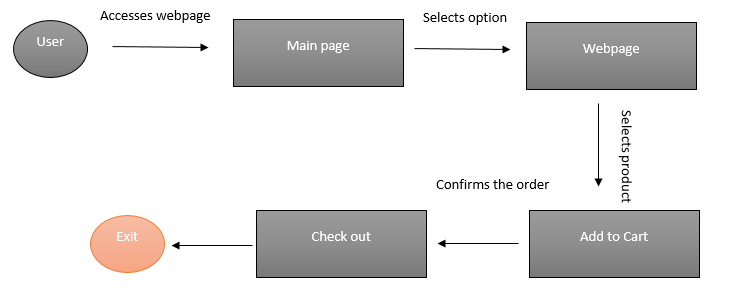 Accesses webpage
Selects option
User
Main page
Webpage
Selects product
Confirms the order
Exit
Check out
Add to Cart